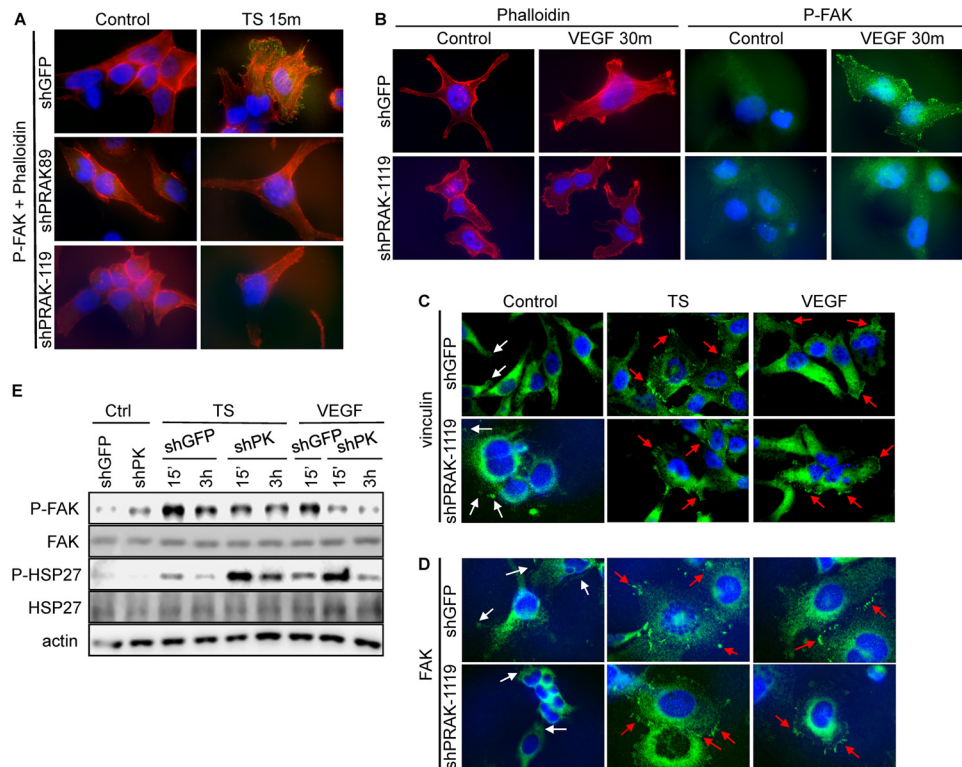 A
Control
TS 15m
P-FAK + Phalloidin
shGFP
shPRAK89
shPRAK-119
B
Phalloidin
P-FAK
Control
VEGF 30m
Control
VEGF 30m
shGFP
shPRAK-1119
C
Control
TS
VEGF
vinculin
shGFP
shPRAK-1119
D
FAK
shGFP
shPRAK-1119
E
Ctrl
TS
VEGF
shGFP
shPK
shGFP
shPK
shGFP
shPK
15'
3h
15'
3h
15'
15'
3h
P-FAK
FAK
P-HSP27
HSP27
actin